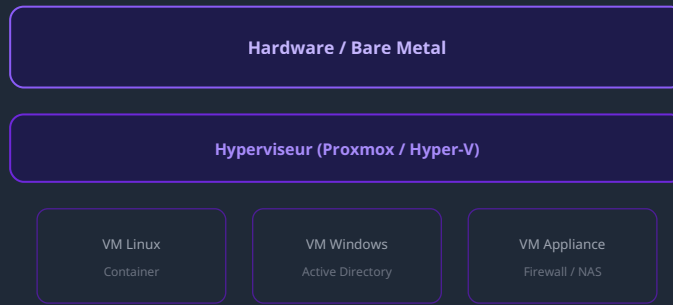 Hardware / Bare Metal
Hyperviseur (Proxmox / Hyper-V)
VM Linux
Container
VM Windows
Active Directory
VM Appliance
Firewall / NAS